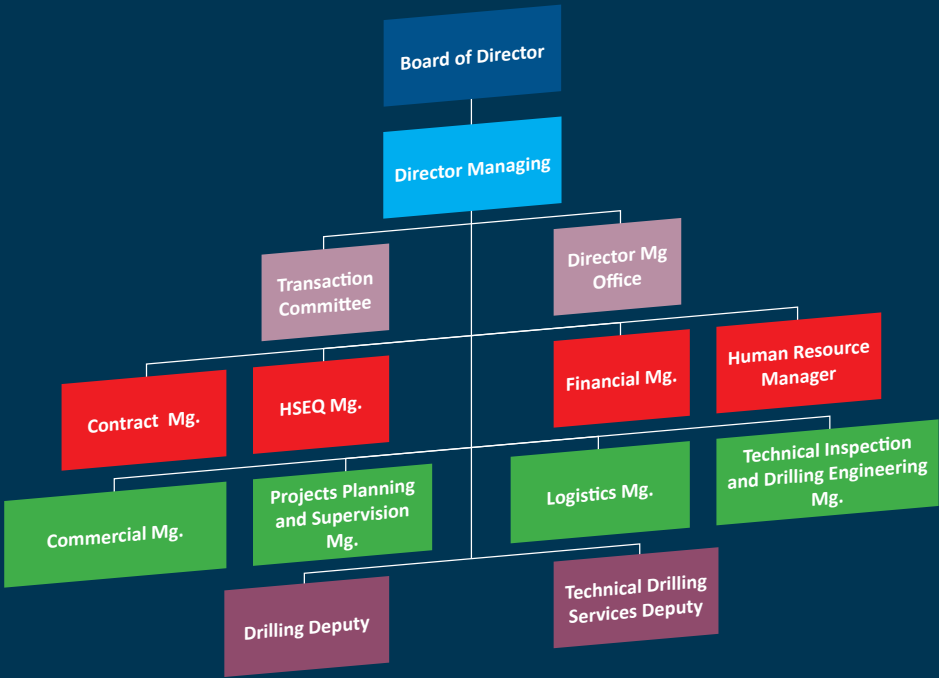 Board of Director
Director Managing
Transaction
Committee
Director Mg
Office
Contract Mg.
HSEQ Mg.
Financial Mg.
Human Resource
Manager
Commercial Mg.
Projects Planning
and Supervision
Mg.
Logistics Mg.
Technical Inspection
and Drilling Engineering
Mg.
Drilling Deputy
Technical Drilling
Services Deputy